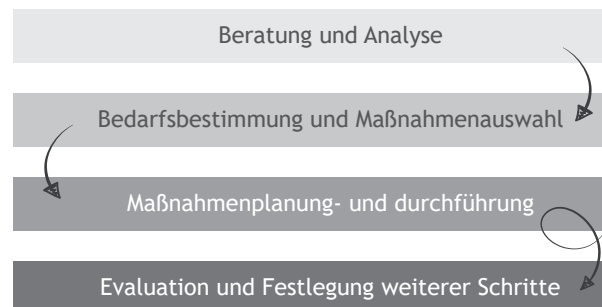 Beratung und Analyse
Bedarfsbestimmung und Maßnahmenauswahl
Maßnahmenplanung- und durchführung
Evaluation und Festlegung weiterer Schritte